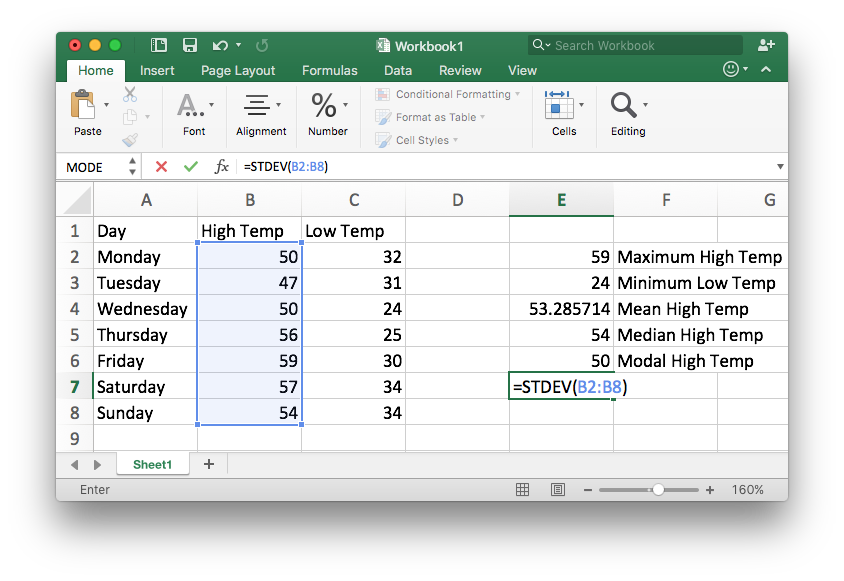 Workbook1
Search Workbook
Home Insert Page Layout Formulas Data Review View
Paste
Font
Alignment
%
Number
Conditional Formatting
Format as Table
Cell Styles
Cells
Editing
MODE fx =STDEV(B2:B8)
A B C D E F G
1 Day High Temp Low Temp
2 Monday 50 32 59 Maximum High Temp
3 Tuesday 47 31 24 Minimum Low Temp
4 Wednesday 50 24 53.285714 Mean High Temp
5 Thursday 56 25 54 Median High Temp
6 Friday 59 30 50 Modal High Temp
7 Saturday 57 34 =STDEV(B2:B8)
8 Sunday 54 34
9
Sheet1 +
Enter 160%